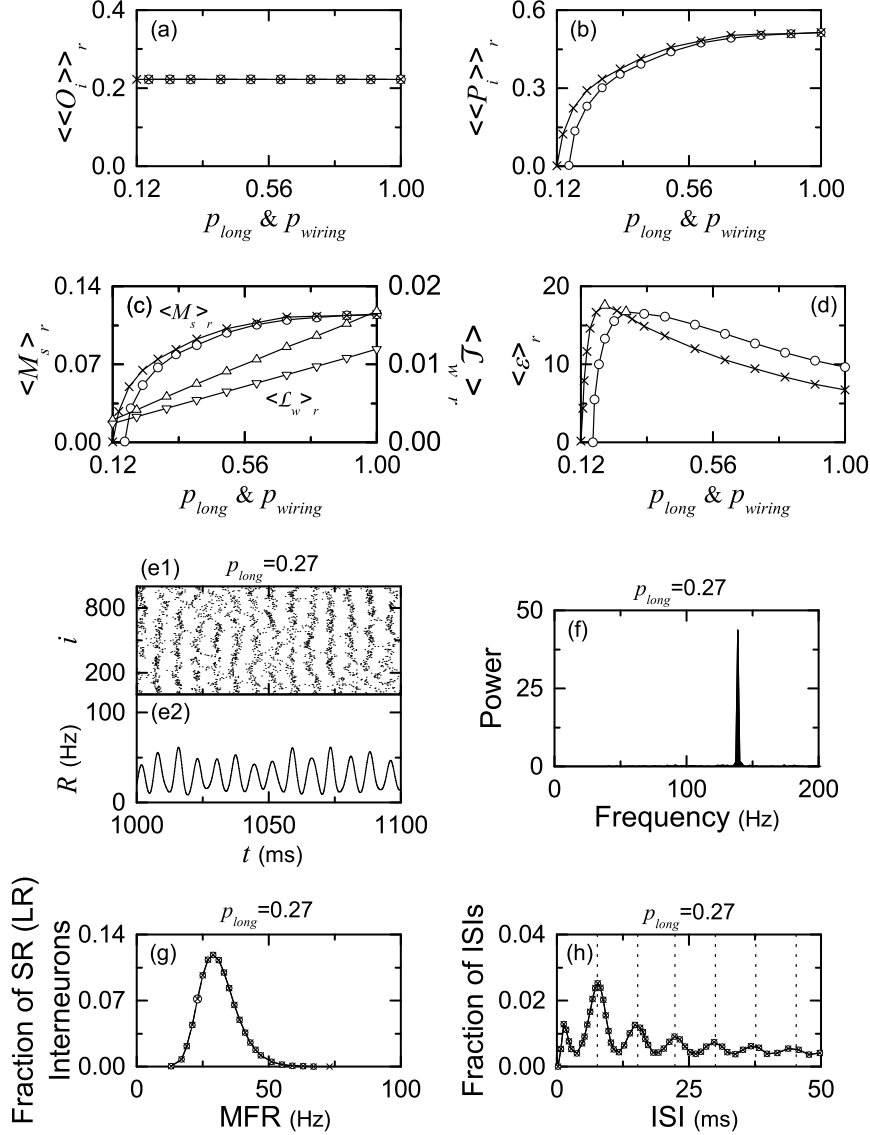 (a)
<<O_i>>_r
0.4
0.2
0.0
0.12 0.56 1.00
p_long & p_wiring
(b)
<<P_i>>_r
0.6
0.3
0.0
0.12 0.56 1.00
p_long & p_wiring
(c)
<M_s>_r
0.14
0.07
0.00
<M_s>_r
<ℒ_w>_r
0.02
0.01
0.00
<ℒ_w>_r
0.12 0.56 1.00
p_long & p_wiring
(d)
<ε>_r
20
10
0
0.12 0.56 1.00
p_long & p_wiring
(e1)
p_long=0.27
i
800
200
(e2)
R (Hz)
100
0
1000 1050 1100
t (ms)
p_long=0.27
(f)
Power
50
25
0
0 100 200
Frequency (Hz)
p_long=0.27
(g)
Fraction of SR (LR)
Interneurons
0.14
0.07
0.00
0 50 100
MFR (Hz)
p_long=0.27
(h)
Fraction of ISIs
0.04
0.02
0.00
0 25 50
ISI (ms)